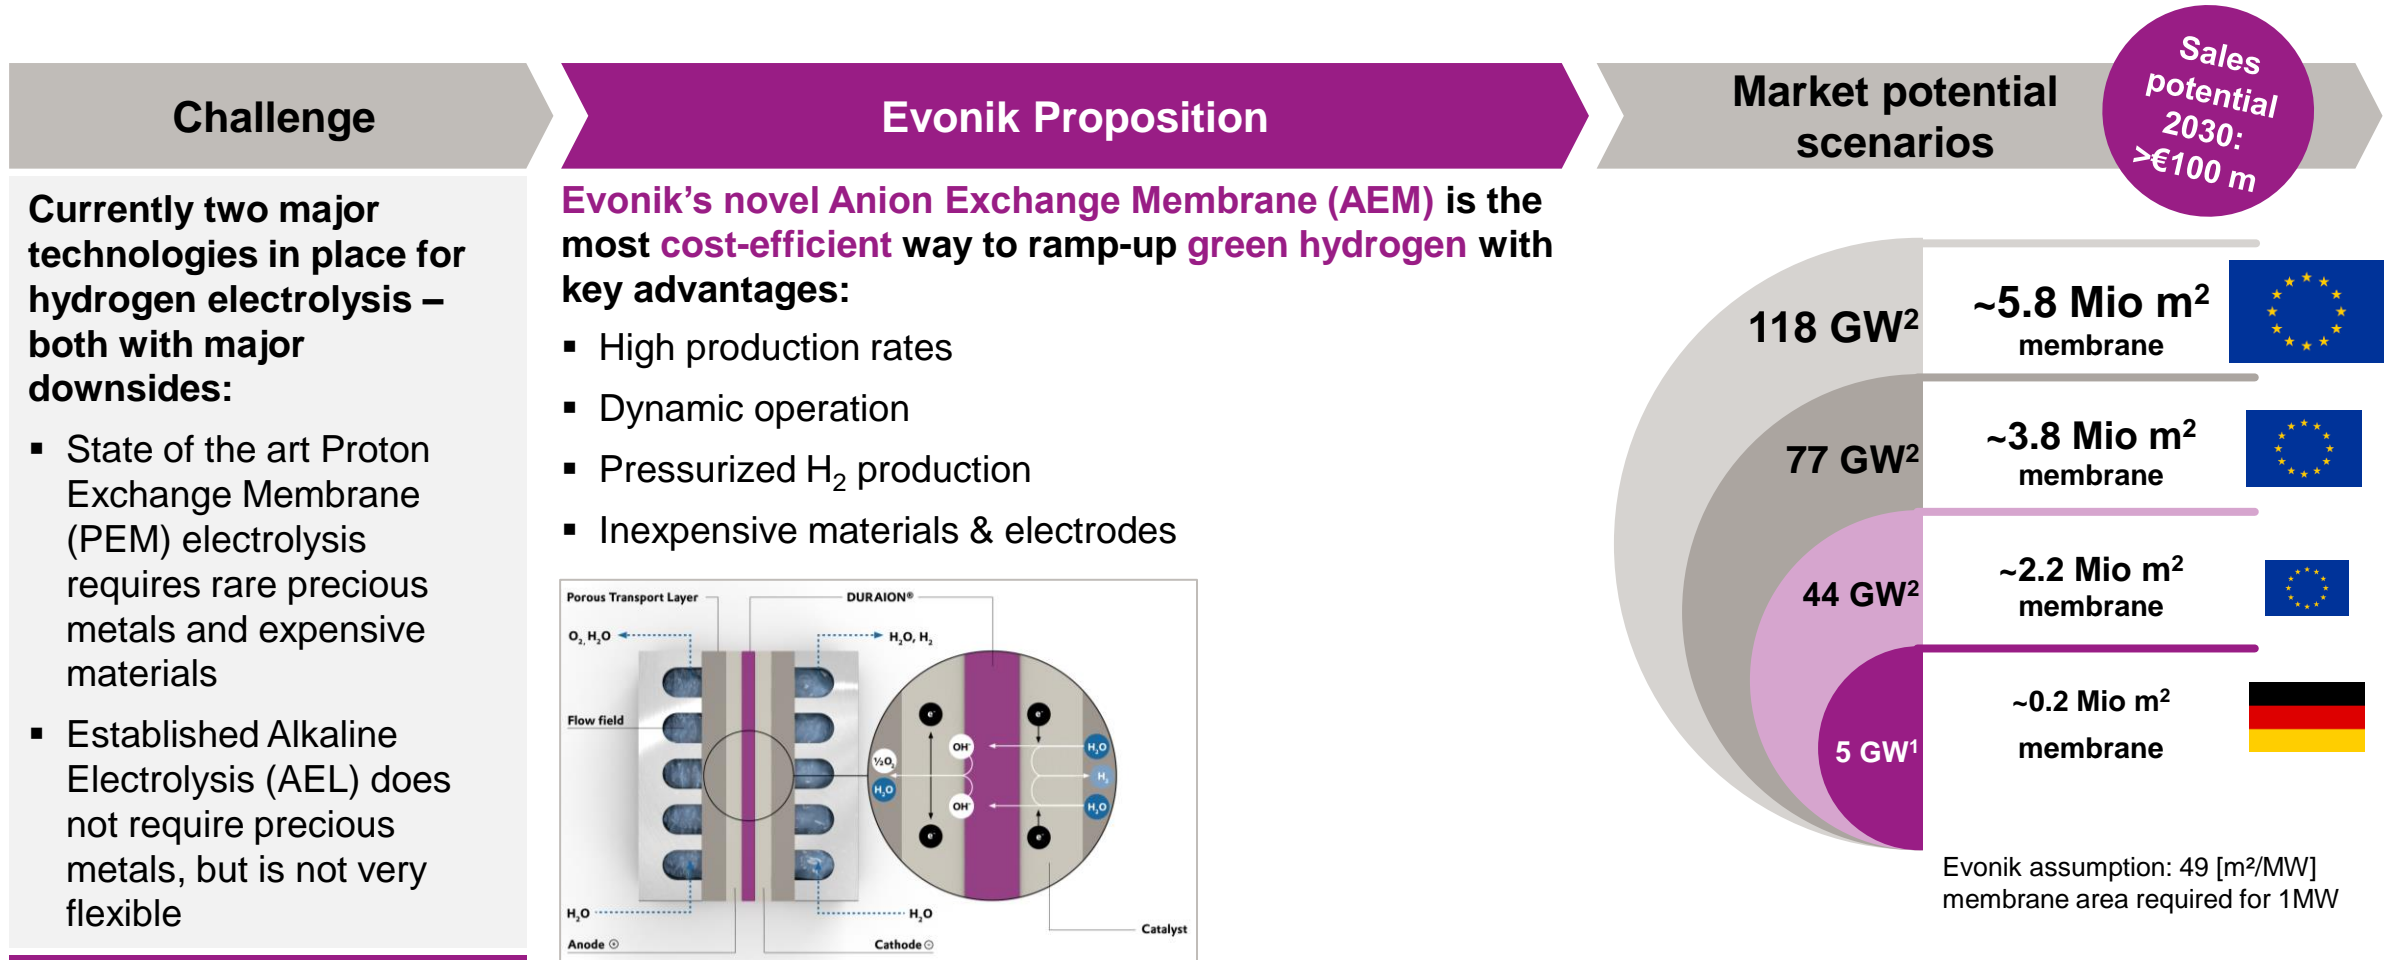 Challenge
Currently two major
technologies in place for
hydrogen electrolysis –
both with major
downsides:
▪ State of the art Proton
Exchange Membrane
(PEM) electrolysis
requires rare precious
metals and expensive
materials
▪ Established Alkaline
Electrolysis (AEL) does
not require precious
metals, but is not very
flexible
Evonik Proposition
Evonik’s novel Anion Exchange Membrane (AEM) is the
most cost-efficient way to ramp-up green hydrogen with
key advantages:
▪ High production rates
▪ Dynamic operation
▪ Pressurized H₂ production
▪ Inexpensive materials & electrodes
Porous Transport Layer
DURAION®
O₂, H₂O
H₂O, H₂
Flow field
e⁻
e⁻
OH⁻
H₂O
½O₂
H₂
H₂O
OH⁻
H₂O
e⁻
e⁻
H₂O
H₂O
Catalyst
Anode ⊕
Cathode ⊖
Market potential
scenarios
Sales
potential
2030:
>€100 m
118 GW²
~5.8 Mio m²
membrane
77 GW²
~3.8 Mio m²
membrane
44 GW²
~2.2 Mio m²
membrane
5 GW¹
~0.2 Mio m²
membrane
Evonik assumption: 49 [m²/MW]
membrane area required for 1MW